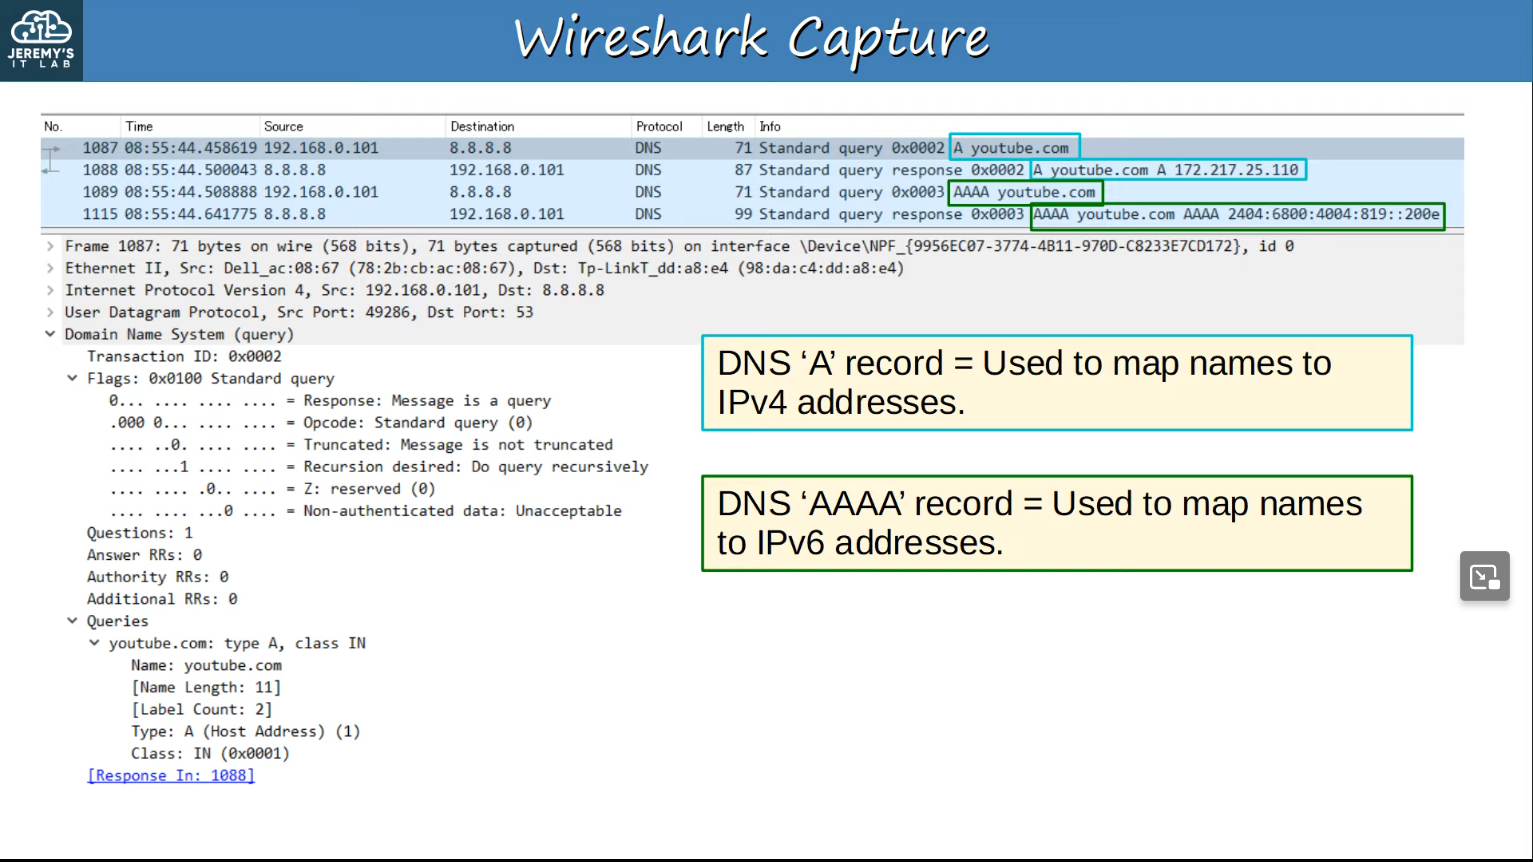 JEREMY'S
IT LAB
Wireshark Capture
No. Time Source Destination Protocol Length Info
1087 08:55:44.458619 192.168.0.101 8.8.8.8 DNS 71 Standard query 0x0002 A youtube.com
1088 08:55:44.500043 8.8.8.8 192.168.0.101 DNS 87 Standard query response 0x0002 A youtube.com A 172.217.25.110
1089 08:55:44.508888 192.168.0.101 8.8.8.8 DNS 71 Standard query 0x0003 AAAA youtube.com
1115 08:55:44.641775 8.8.8.8 192.168.0.101 DNS 99 Standard query response 0x0003 AAAA youtube.com AAAA 2404:6800:4004:819::200e
Frame 1087: 71 bytes on wire (568 bits), 71 bytes captured (568 bits) on interface \Device\NPF_{9956EC07-3774-4B11-970D-C8233E7CD172}, id 0
Ethernet II, Src: Dell_ac:08:67 (78:2b:cb:ac:08:67), Dst: Tp-LinkT_dd:a8:e4 (98:da:c4:dd:a8:e4)
Internet Protocol Version 4, Src: 192.168.0.101, Dst: 8.8.8.8
User Datagram Protocol, Src Port: 49286, Dst Port: 53
Domain Name System (query)
Transaction ID: 0x0002
Flags: 0x0100 Standard query
0... .... .... .... = Response: Message is a query
.000 0... .... .... = Opcode: Standard query (0)
.... ..0. .... .... = Truncated: Message is not truncated
.... ...1 .... .... = Recursion desired: Do query recursively
.... .... .0.. .... = Z: reserved (0)
.... .... ...0 .... = Non-authenticated data: Unacceptable
Questions: 1
Answer RRs: 0
Authority RRs: 0
Additional RRs: 0
Queries
youtube.com: type A, class IN
Name: youtube.com
[Name Length: 11]
[Label Count: 2]
Type: A (Host Address) (1)
Class: IN (0x0001)
[Response In: 1088]
DNS ‘A’ record = Used to map names to
IPv4 addresses.
DNS ‘AAAA’ record = Used to map names
to IPv6 addresses.